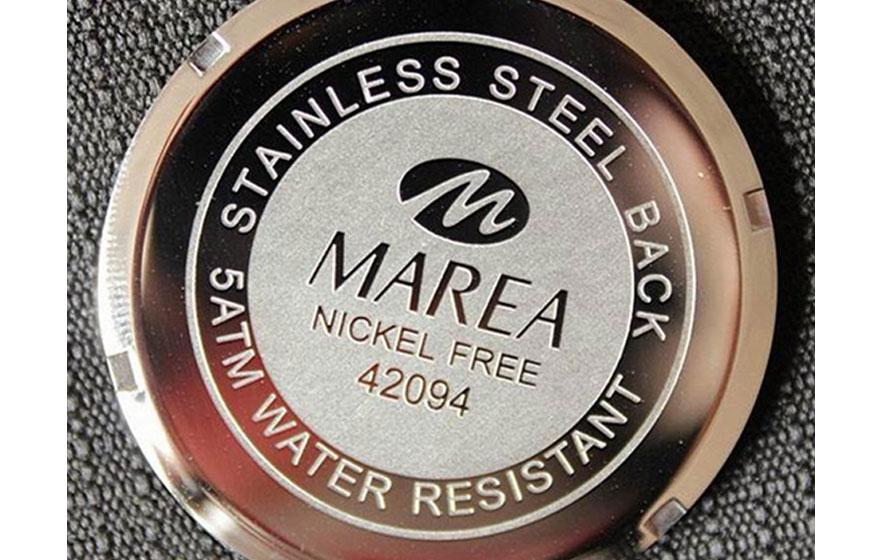 STAINLESS STEEL BACK
MAREA
NICKEL FREE
42094
5ATM WATER RESISTANT